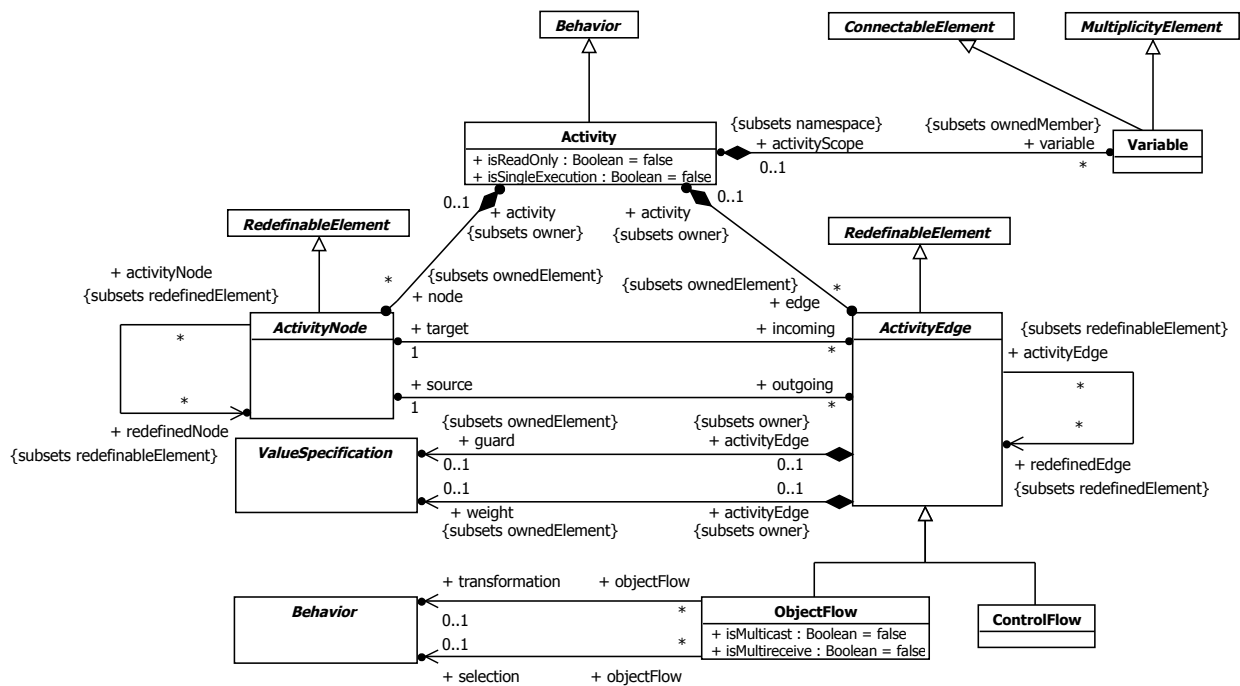 Behavior
ConnectableElement
MultiplicityElement
Activity
+ isReadOnly : Boolean = false
+ isSingleExecution : Boolean = false
{subsets namespace}
+ activityScope
0..1
{subsets ownedMember}
+ variable
*
Variable
0..1
+ activity
{subsets owner}
0..1
+ activity
{subsets owner}
RedefinableElement
RedefinableElement
+ activityNode
{subsets redefinedElement}
*
{subsets ownedElement}
+ node
{subsets ownedElement}
*
+ edge
ActivityNode
*
*
+ redefinedNode
{subsets redefinableElement}
+ target
1
+ incoming
*
+ source
1
+ outgoing
*
ActivityEdge
{subsets redefinableElement}
+ activityEdge
*
*
+ redefinedEdge
{subsets redefinedElement}
ValueSpecification
{subsets ownedElement}
+ guard
0..1
{subsets owner}
+ activityEdge
0..1
0..1
+ weight
{subsets ownedElement}
0..1
+ activityEdge
{subsets owner}
Behavior
+ transformation
0..1
+ objectFlow
*
0..1
+ selection
*
+ objectFlow
ObjectFlow
+ isMulticast : Boolean = false
+ isMultireceive : Boolean = false
ControlFlow